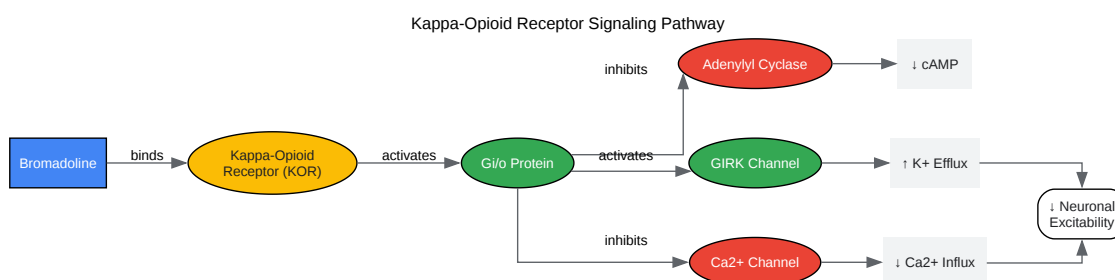 Kappa-Opioid Receptor Signaling Pathway
inhibits
Adenylyl Cyclase
↓ cAMP
Bromadoline
binds
Kappa-Opioid
Receptor (KOR)
activates
Gi/o Protein
activates
GIRK Channel
↑ K+ Efflux
↓ Neuronal
Excitability
inhibits
Ca2+ Channel
↓ Ca2+ Influx